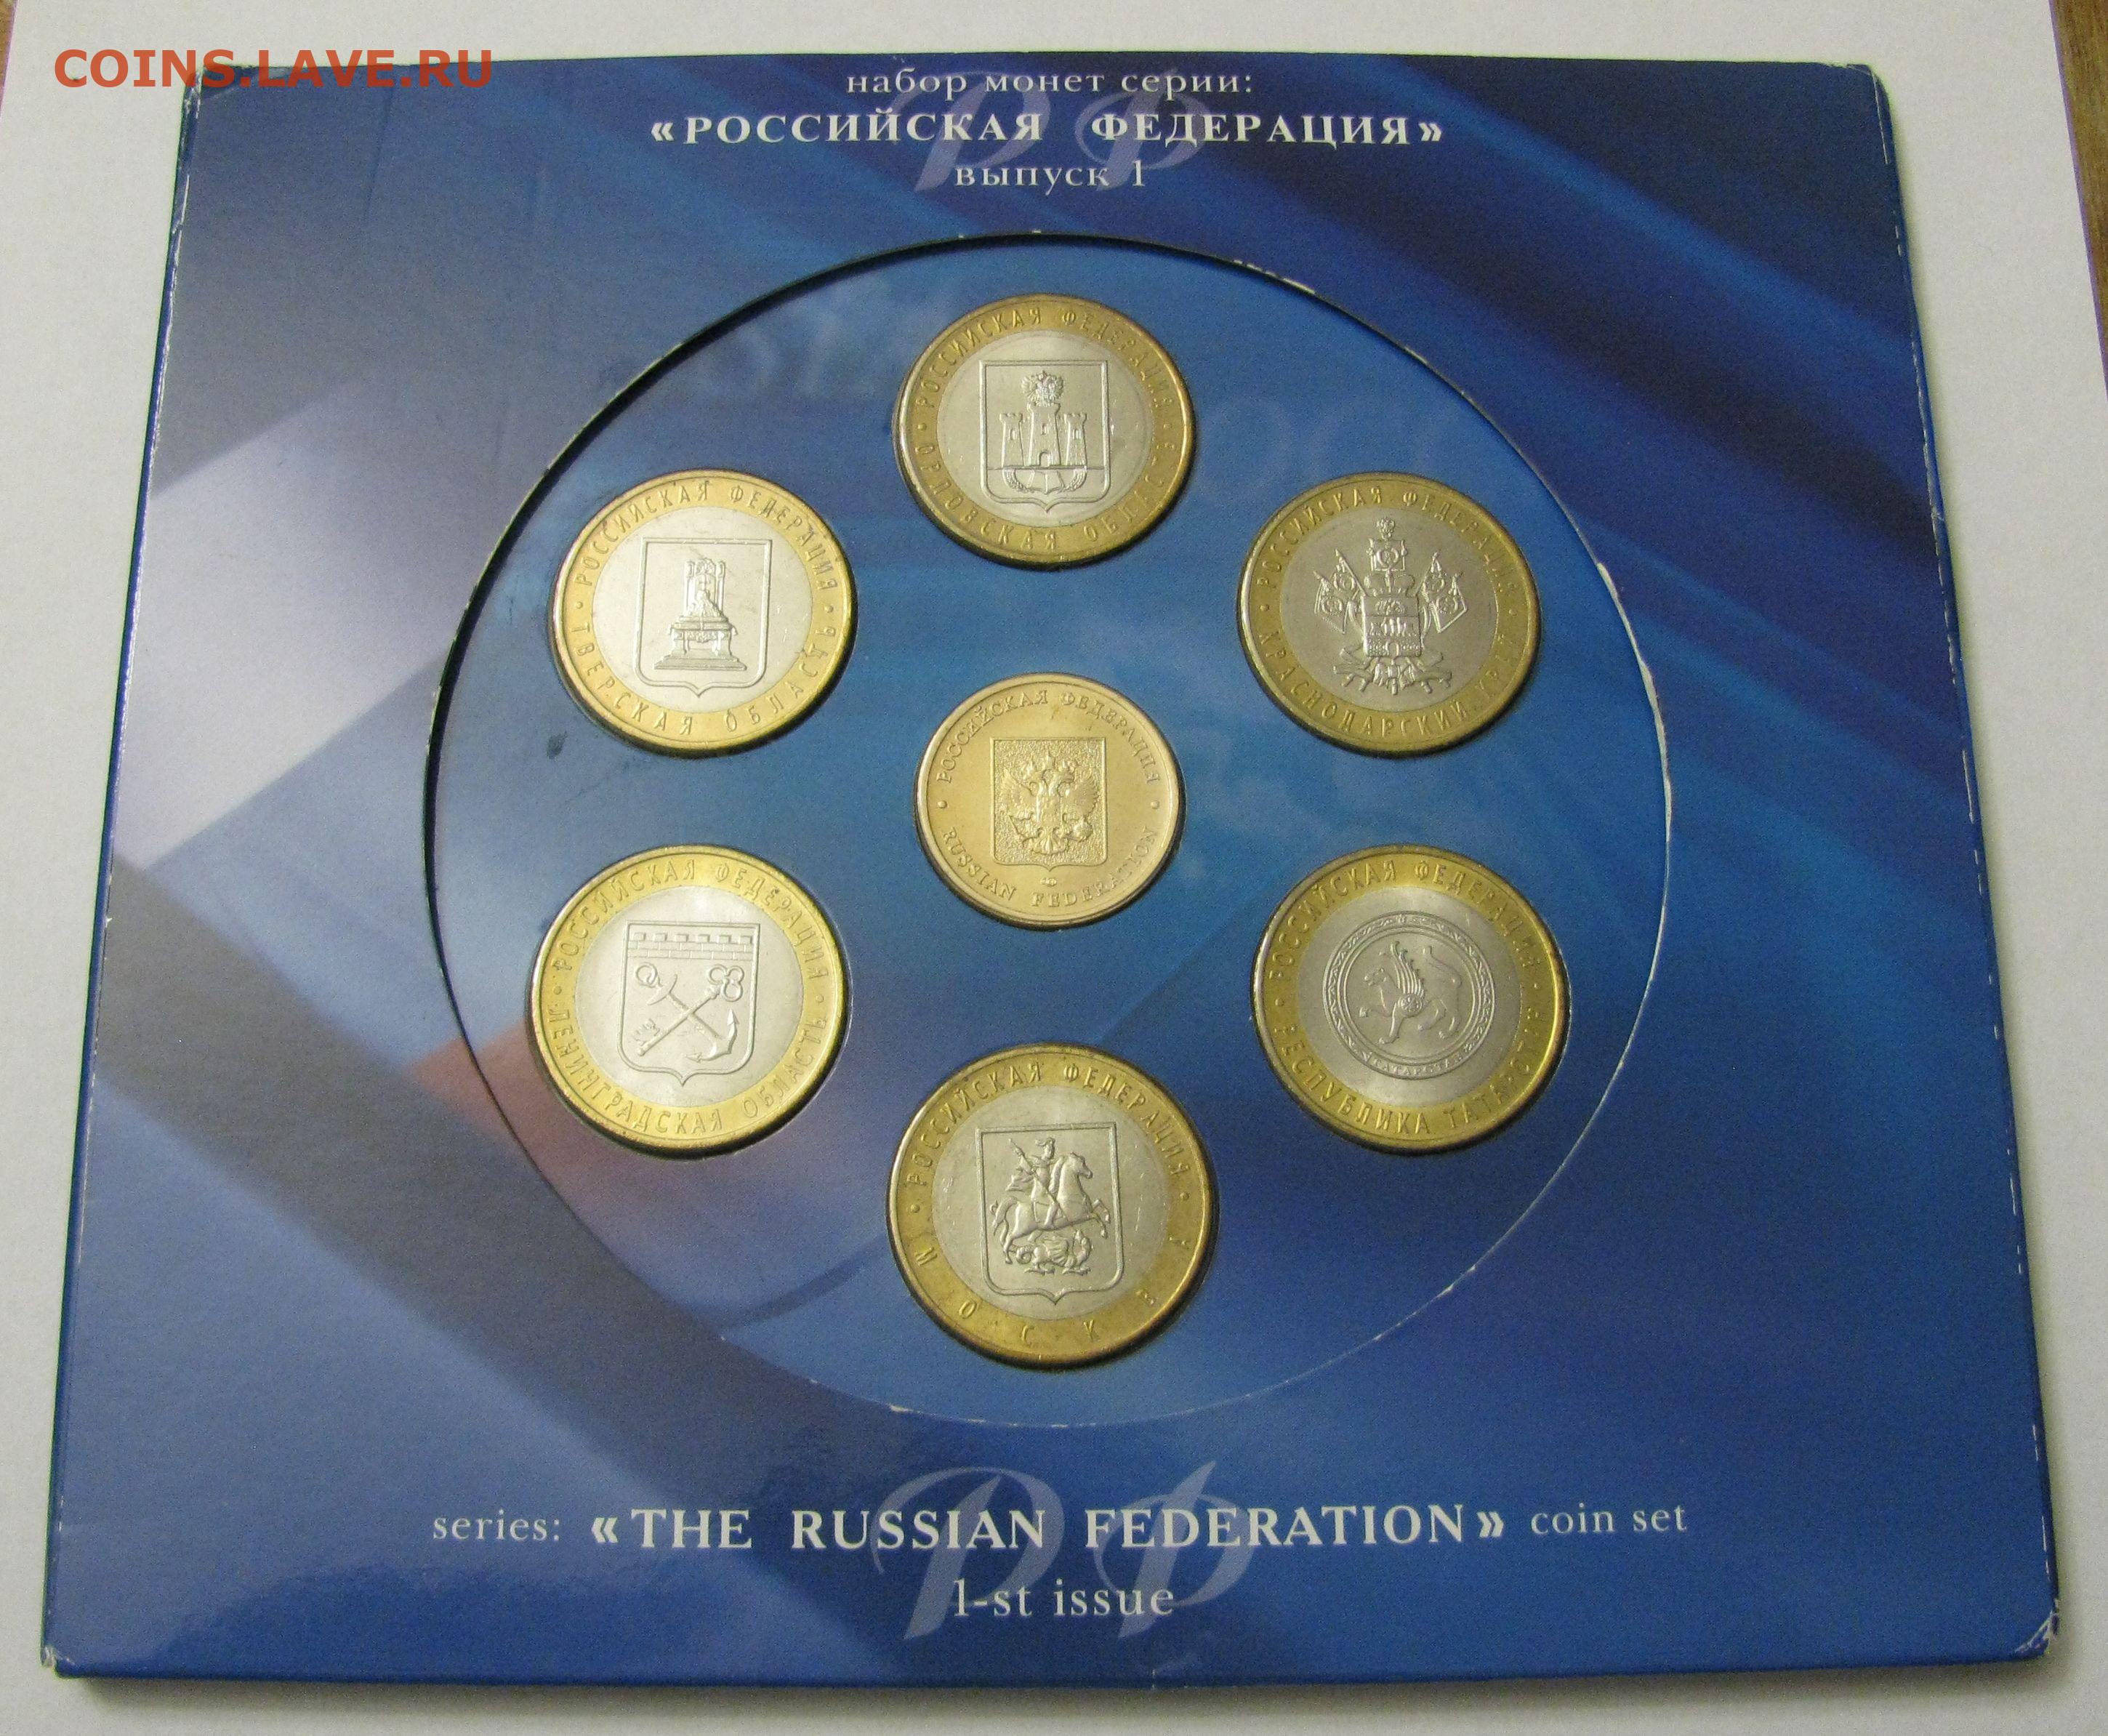 COINS.LAVE.RU
набор монет серии:
«РОССИЙСКАЯ ФЕДЕРАЦИЯ»
выпуск 1
РОССИЙСКАЯ ФЕДЕРАЦИЯ • ОРЛОВСКАЯ ОБЛАСТЬ •
РОССИЙСКАЯ ФЕДЕРАЦИЯ • ТВЕРСКАЯ ОБЛАСТЬ •
РОССИЙСКАЯ ФЕДЕРАЦИЯ • КРАСНОДАРСКИЙ КРАЙ •
• РОССИЙСКАЯ ФЕДЕРАЦИЯ •
RUSSIAN FEDERATION
РОССИЙСКАЯ ФЕДЕРАЦИЯ • ЛЕНИНГРАДСКАЯ ОБЛАСТЬ •
РОССИЙСКАЯ ФЕДЕРАЦИЯ • РЕСПУБЛИКА ТАТАРСТАН •
ТАТАРСТАН
• РОССИЙСКАЯ ФЕДЕРАЦИЯ •
МОСКВА
РФ
series: «THE RUSSIAN FEDERATION» coin set
1-st issue